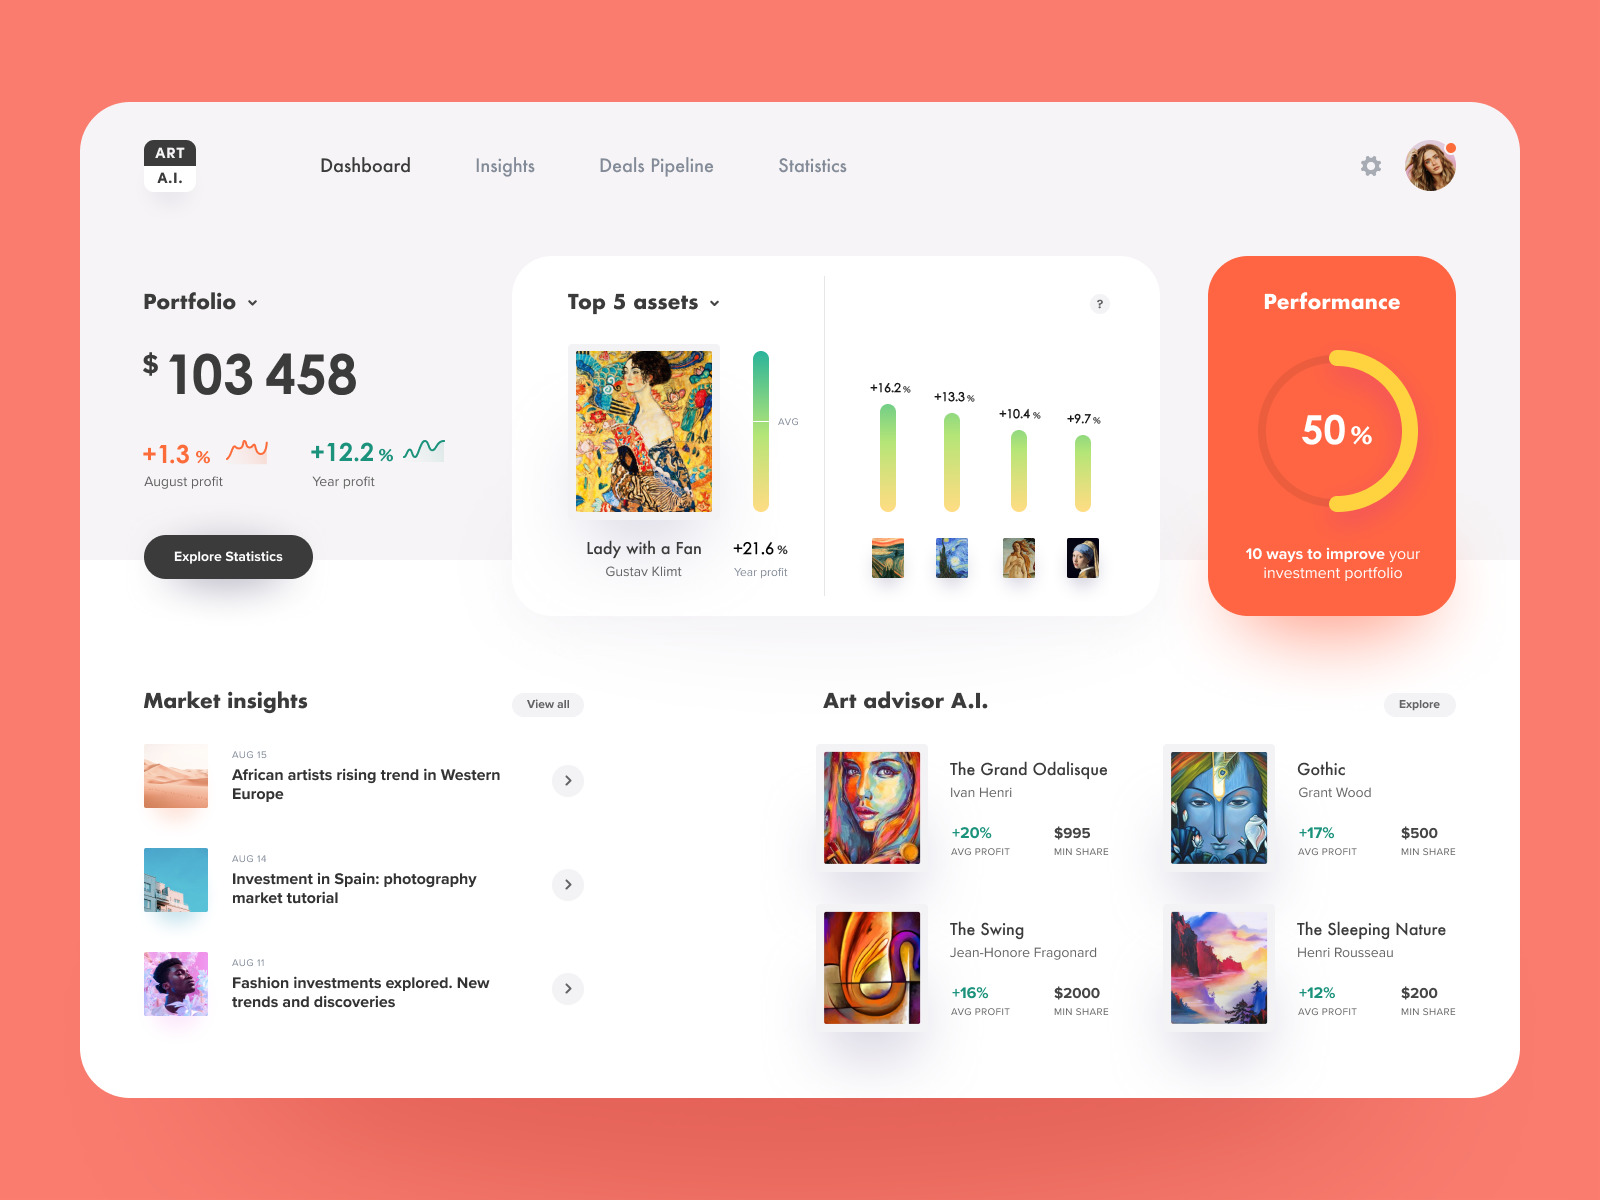 ART
A.I.
Dashboard
Insights
Deals Pipeline
Statistics
Portfolio
$ 103 458
+1.3 %
August profit
+12.2 %
Year profit
Explore Statistics
Top 5 assets
?
AVG
Lady with a Fan
Gustav Klimt
+21.6 %
Year profit
+16.2 %
+13.3 %
+10.4 %
+9.7 %
Performance
50 %
10 ways to improve your
investment portfolio
Market insights
View all
AUG 15
African artists rising trend in Western
Europe
AUG 14
Investment in Spain: photography
market tutorial
AUG 11
Fashion investments explored. New
trends and discoveries
Art advisor A.I.
Explore
The Grand Odalisque
Ivan Henri
+20%
AVG PROFIT
$995
MIN SHARE
Gothic
Grant Wood
+17%
AVG PROFIT
$500
MIN SHARE
The Swing
Jean-Honore Fragonard
+16%
AVG PROFIT
$2000
MIN SHARE
The Sleeping Nature
Henri Rousseau
+12%
AVG PROFIT
$200
MIN SHARE